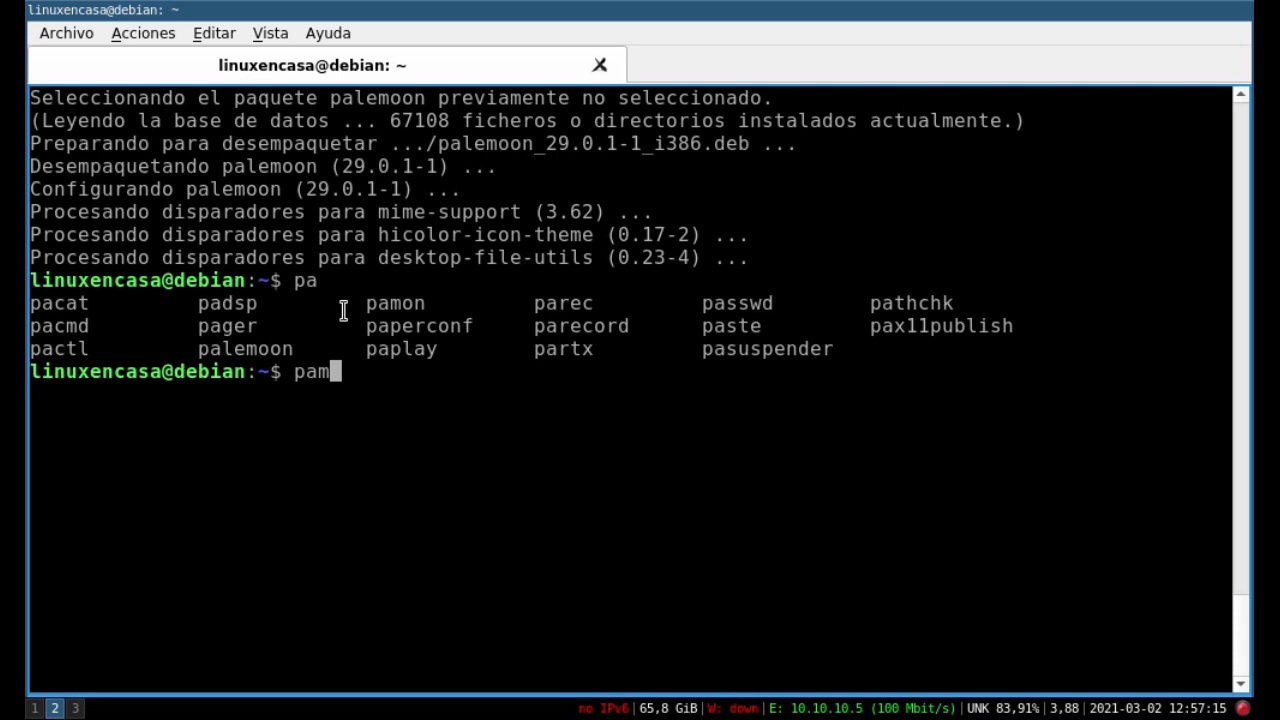 linuxencasa@debian: ~
Archivo Acciones Editar Vista Ayuda
linuxencasa@debian: ~
Seleccionando el paquete palemoon previamente no seleccionado.
(Leyendo la base de datos ... 67108 ficheros o directorios instalados actualmente.)
Preparando para desempaquetar .../palemoon_29.0.1-1_i386.deb ...
Desempaquetando palemoon (29.0.1-1) ...
Configurando palemoon (29.0.1-1) ...
Procesando disparadores para mime-support (3.62) ...
Procesando disparadores para hicolor-icon-theme (0.17-2) ...
Procesando disparadores para desktop-file-utils (0.23-4) ...
linuxencasa@debian:~$ pa
pacat padsp pamon parec passwd pathchk
pacmd pager paperconf parecord paste pax11publish
pactl palemoon paplay partx pasuspender
linuxencasa@debian:~$ pam
1 2 3 no IPv6|65,8 GiB|W: down|E: 10.10.10.5 (100 Mbit/s)|UNK 83,91%|3,88|2021-03-02 12:57:15